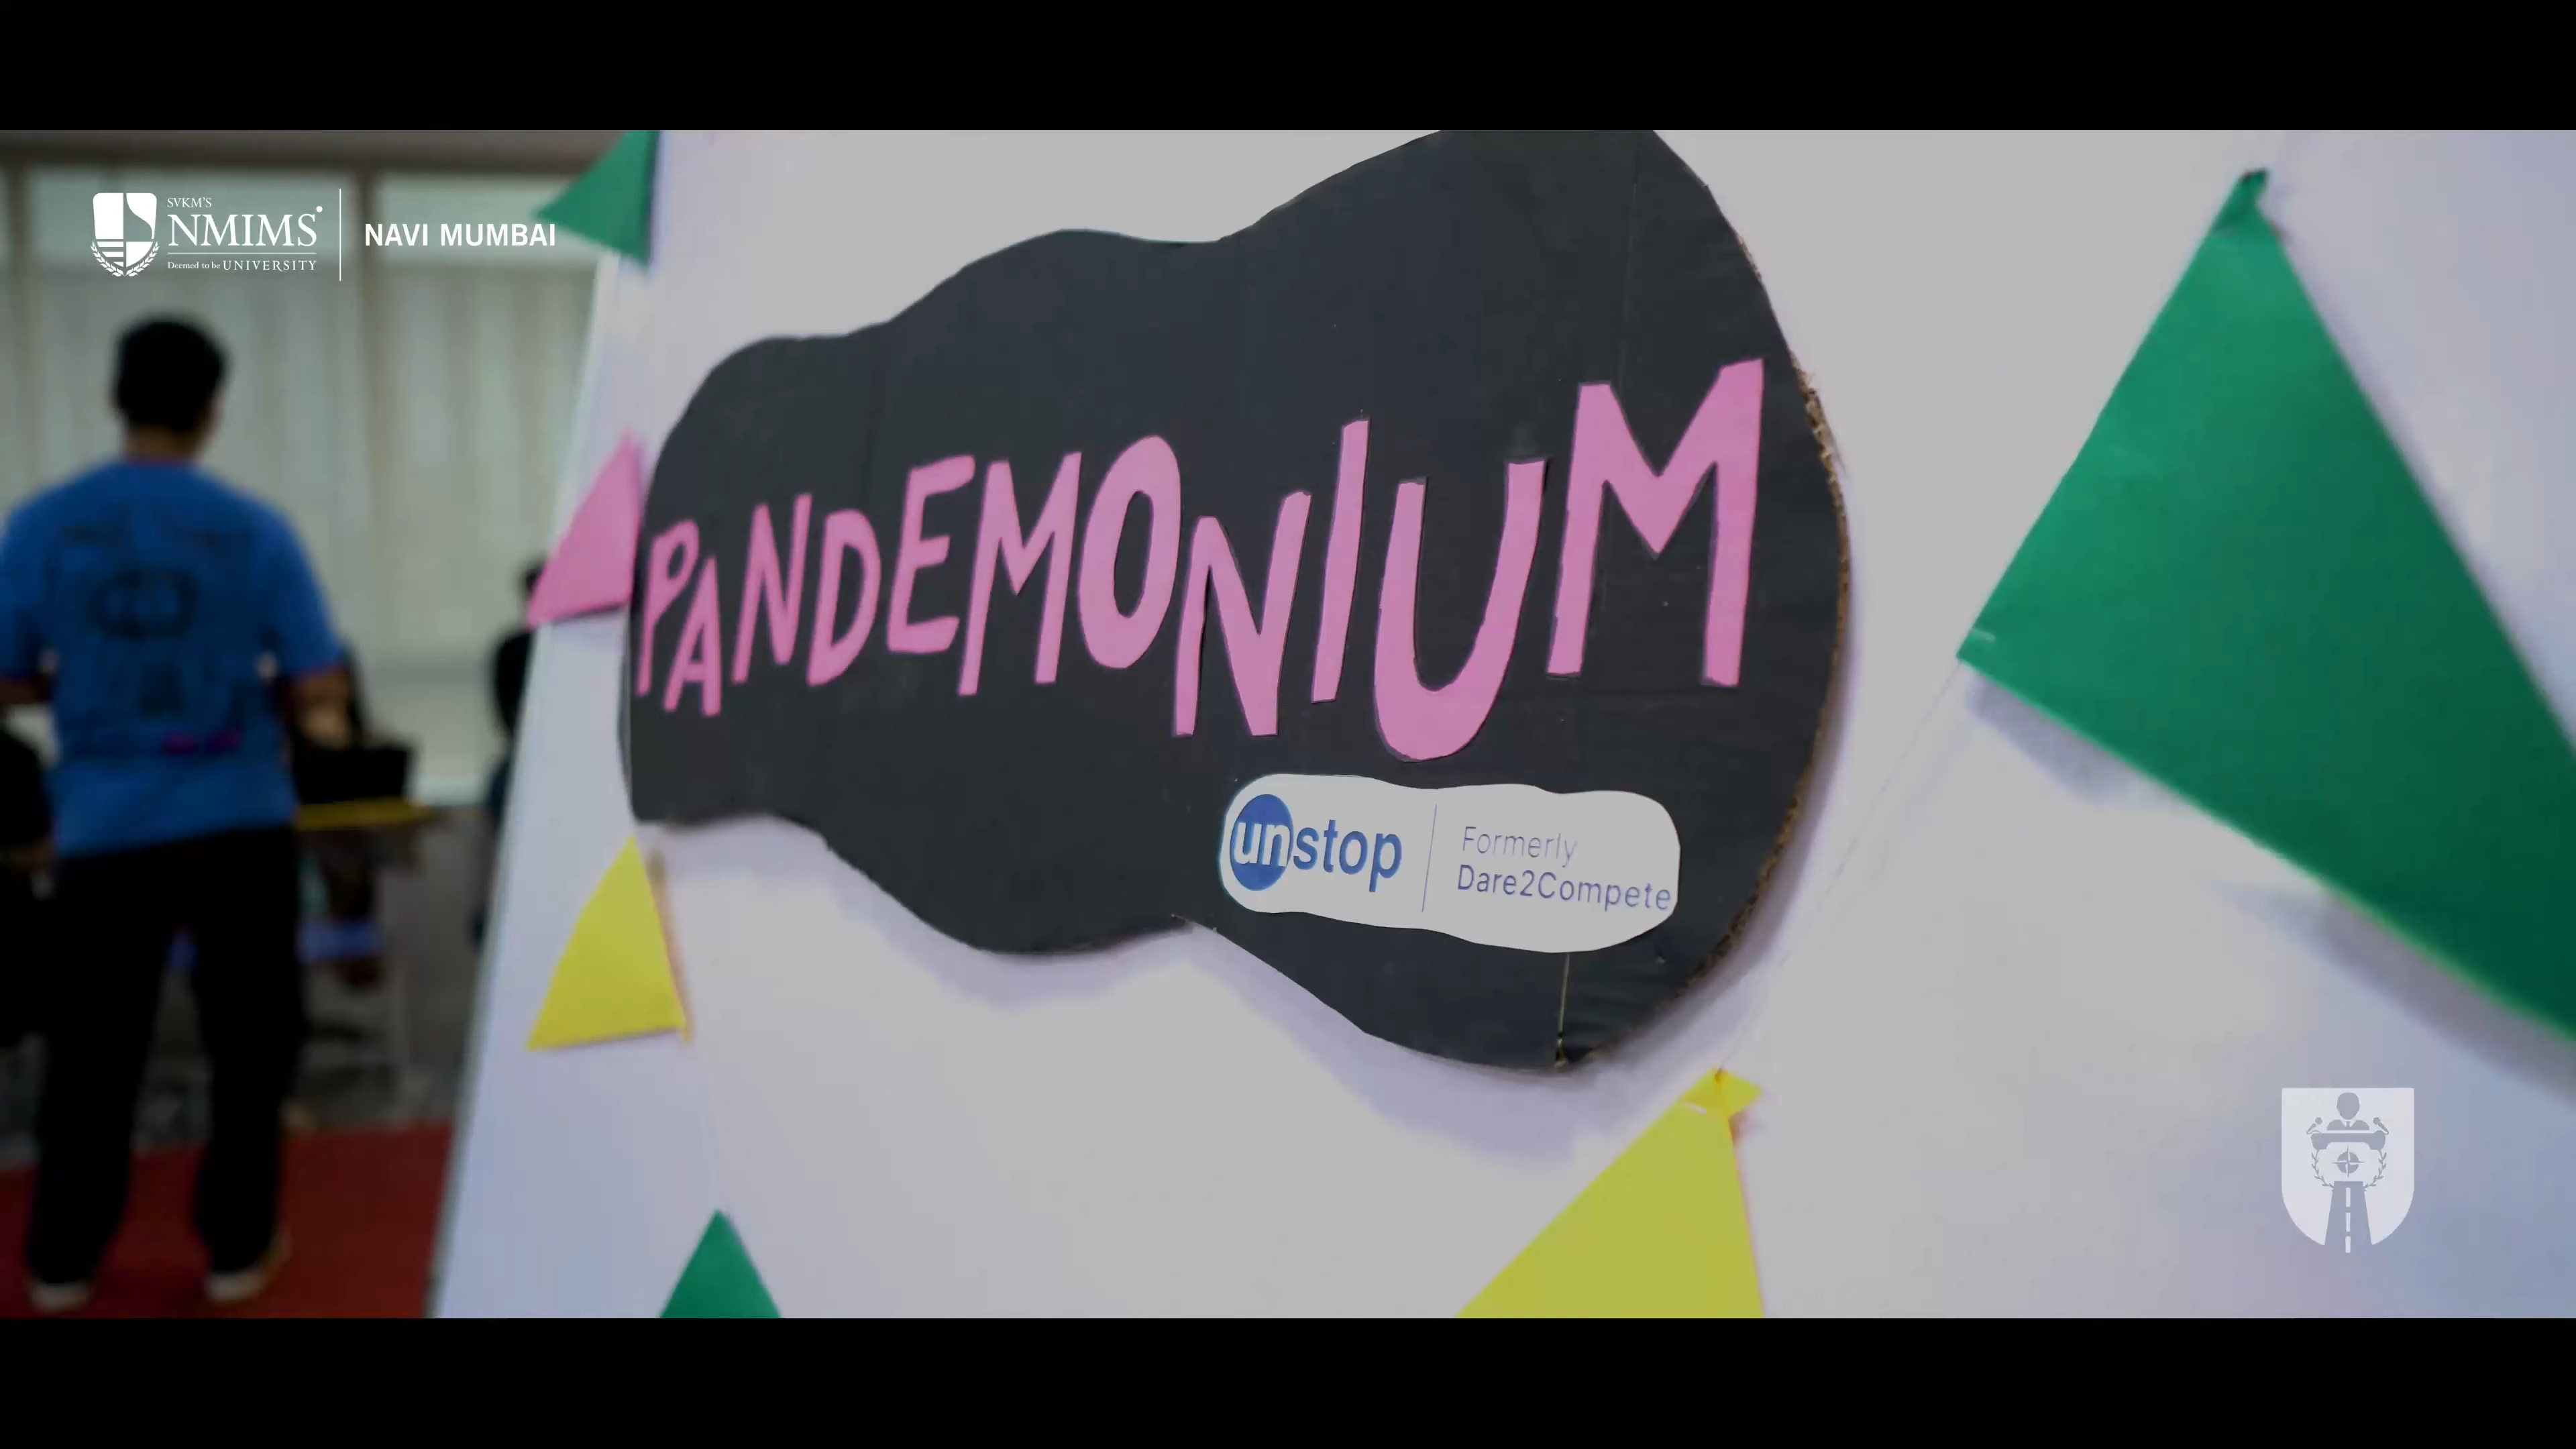 SVKM'S
NMIMS
Deemed to be UNIVERSITY
NAVI MUMBAI
PANDEMONIUM
unstop
Formerly
Dare2Compete